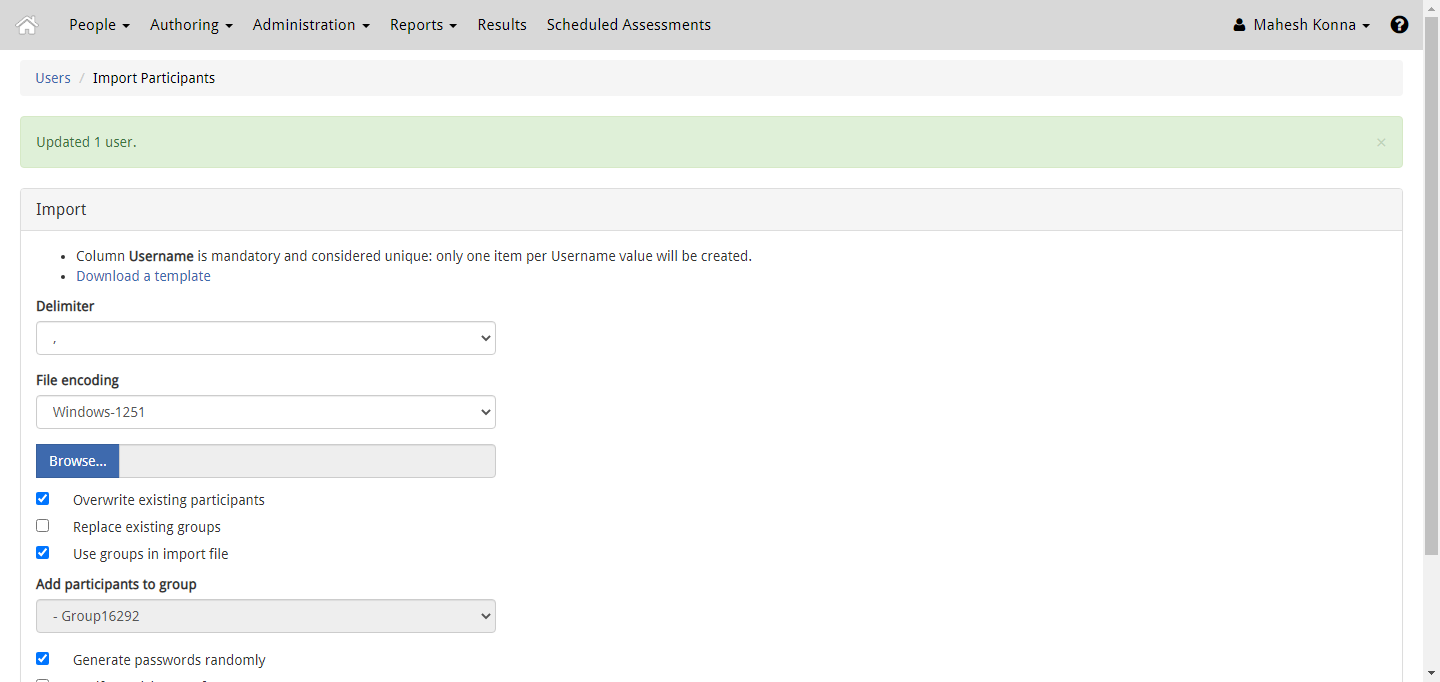 People Authoring Administration Reports Results Scheduled Assessments Mahesh Konna
Users / Import Participants
Updated 1 user. ×
Import
• Column Username is mandatory and considered unique: only one item per Username value will be created.
• Download a template
Delimiter
,
File encoding
Windows-1251
Browse...
Overwrite existing participants
Replace existing groups
Use groups in import file
Add participants to group
- Group16292
Generate passwords randomly